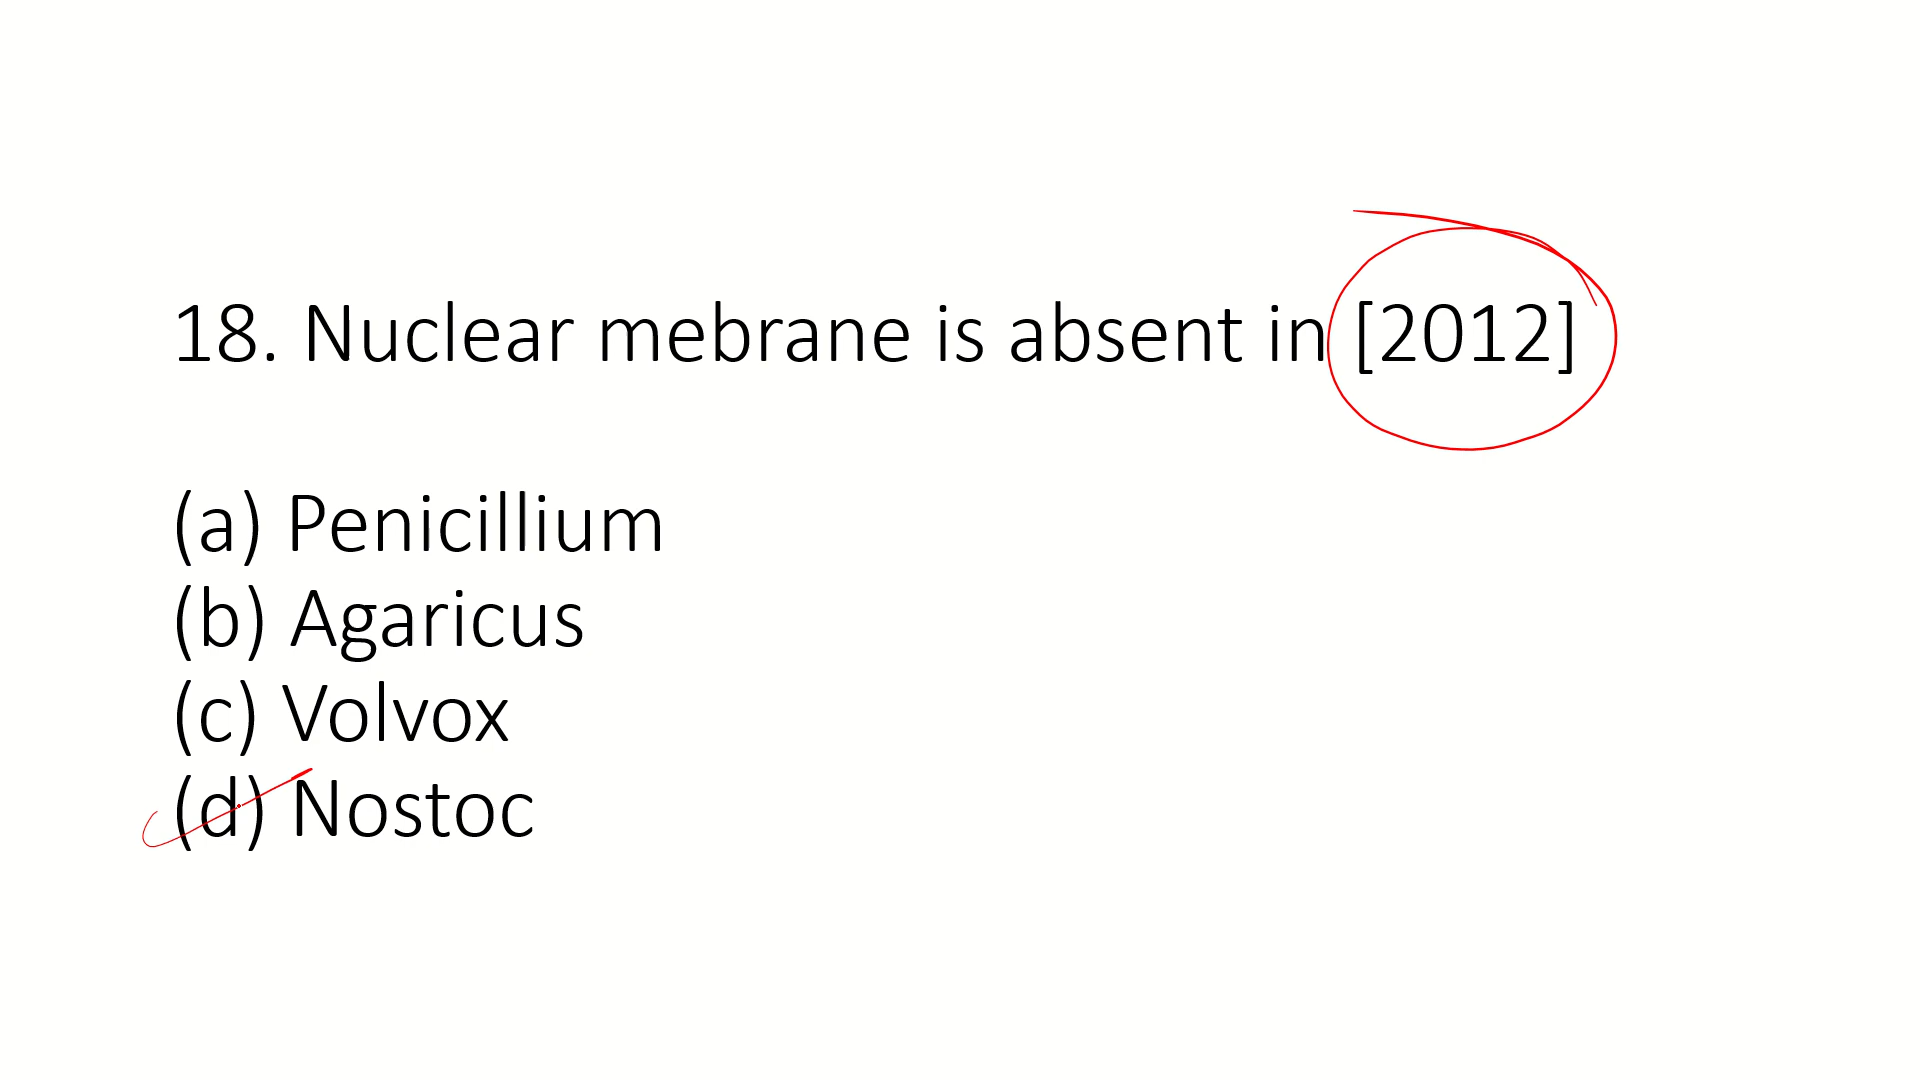 18. Nuclear mebrane is absent in [2012]
(a) Penicillium
(b) Agaricus
(c) Volvox
(d) Nostoc